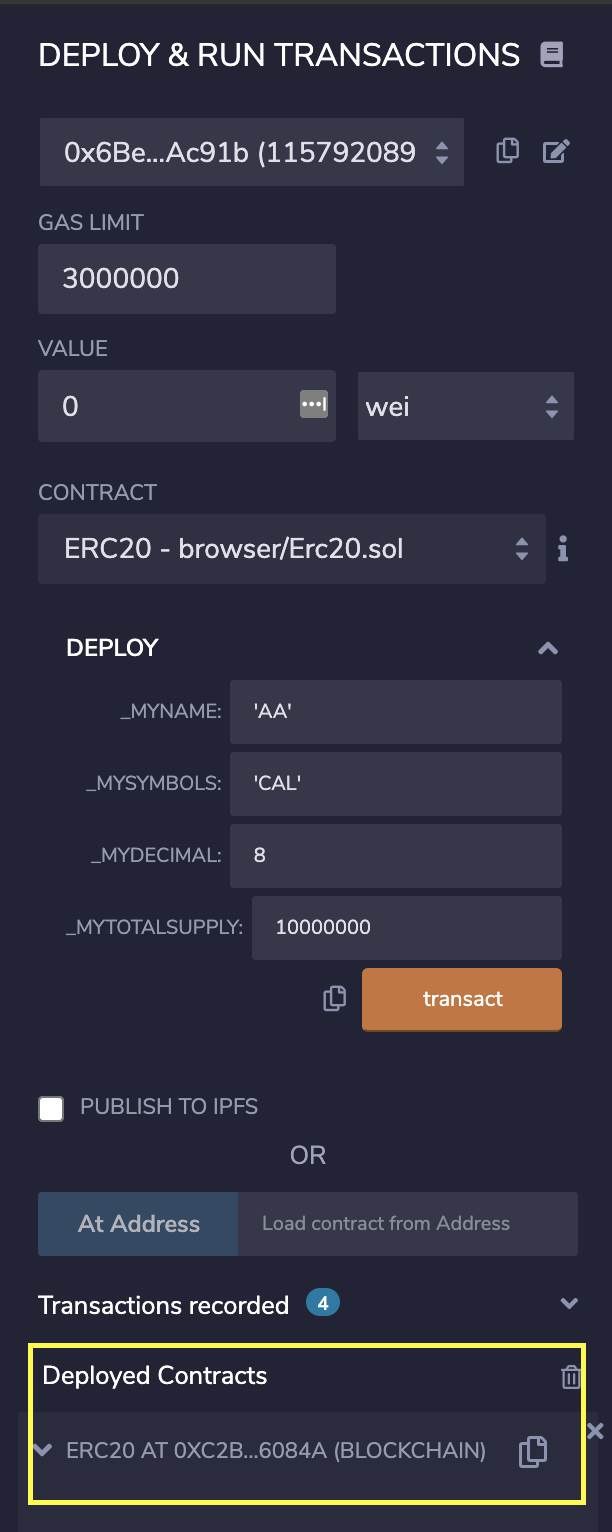 DEPLOY & RUN TRANSACTIONS
0x6Be...Ac91b (115792089
GAS LIMIT
3000000
VALUE
0
wei
CONTRACT
ERC20 - browser/Erc20.sol
DEPLOY
_MYNAME: 'AA'
_MYSYMBOLS: 'CAL'
_MYDECIMAL: 8
_MYTOTALSUPPLY: 10000000
transact
PUBLISH TO IPFS
OR
At Address Load contract from Address
Transactions recorded 4
Deployed Contracts
ERC20 AT 0XC2B...6084A (BLOCKCHAIN)